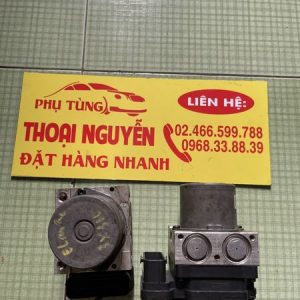 PHỤ TÙNG
LIÊN HỆ:
THOẠI NGUYỄN
02.466.599.788
0968.33.88.39
ĐẶT HÀNG NHANH